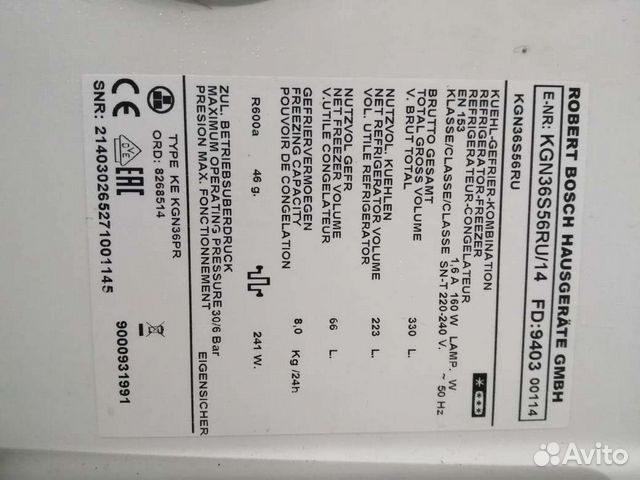 ROBERT BOSCH HAUSGERÄTE GMBH
E-NR: KGN36S56RU/14 FD:9403 00114
KGN36S56RU
KUEHL-GEFRIER-KOMBINATION
REFRIGERATOR-FREEZER
REFRIGERATEUR-CONGELATEUR
EN 153 1,6 A 160 W LAMP. W
KLASSE/CLASSE/CLASSE SN-T 220-240 V. ~ 50 Hz
BRUTTO GESAMT
TOTAL GROSS VOLUME
V. BRUT TOTAL 330 L.
NUTZVOL. KUEHLEN
NET REFRIGERATOR VOLUME
VOL. UTILE REFRIGERATOR 223 L.
NUTZVOL. GEFR
NET FREEZER VOLUME
V.UTILE CONGELATEUR 66 L.
GEFRIERVERMOEGEN
FREEZING CAPACITY
POUVOIR DE CONGELATION 8,0 Kg /24h
R600a 46 g. 241 W.
ZUL. BETRIEBSUBERDRUCK
MAXIMUM OPERATING PRESSURE 30/6 Bar
PRESION MAX. FONCTIONNEMENT EIGENSICHER
TYPE KE KGN36PR
ORD: 8268514
CE EAC
SNR: 214030265271001145 9000931991
Avito